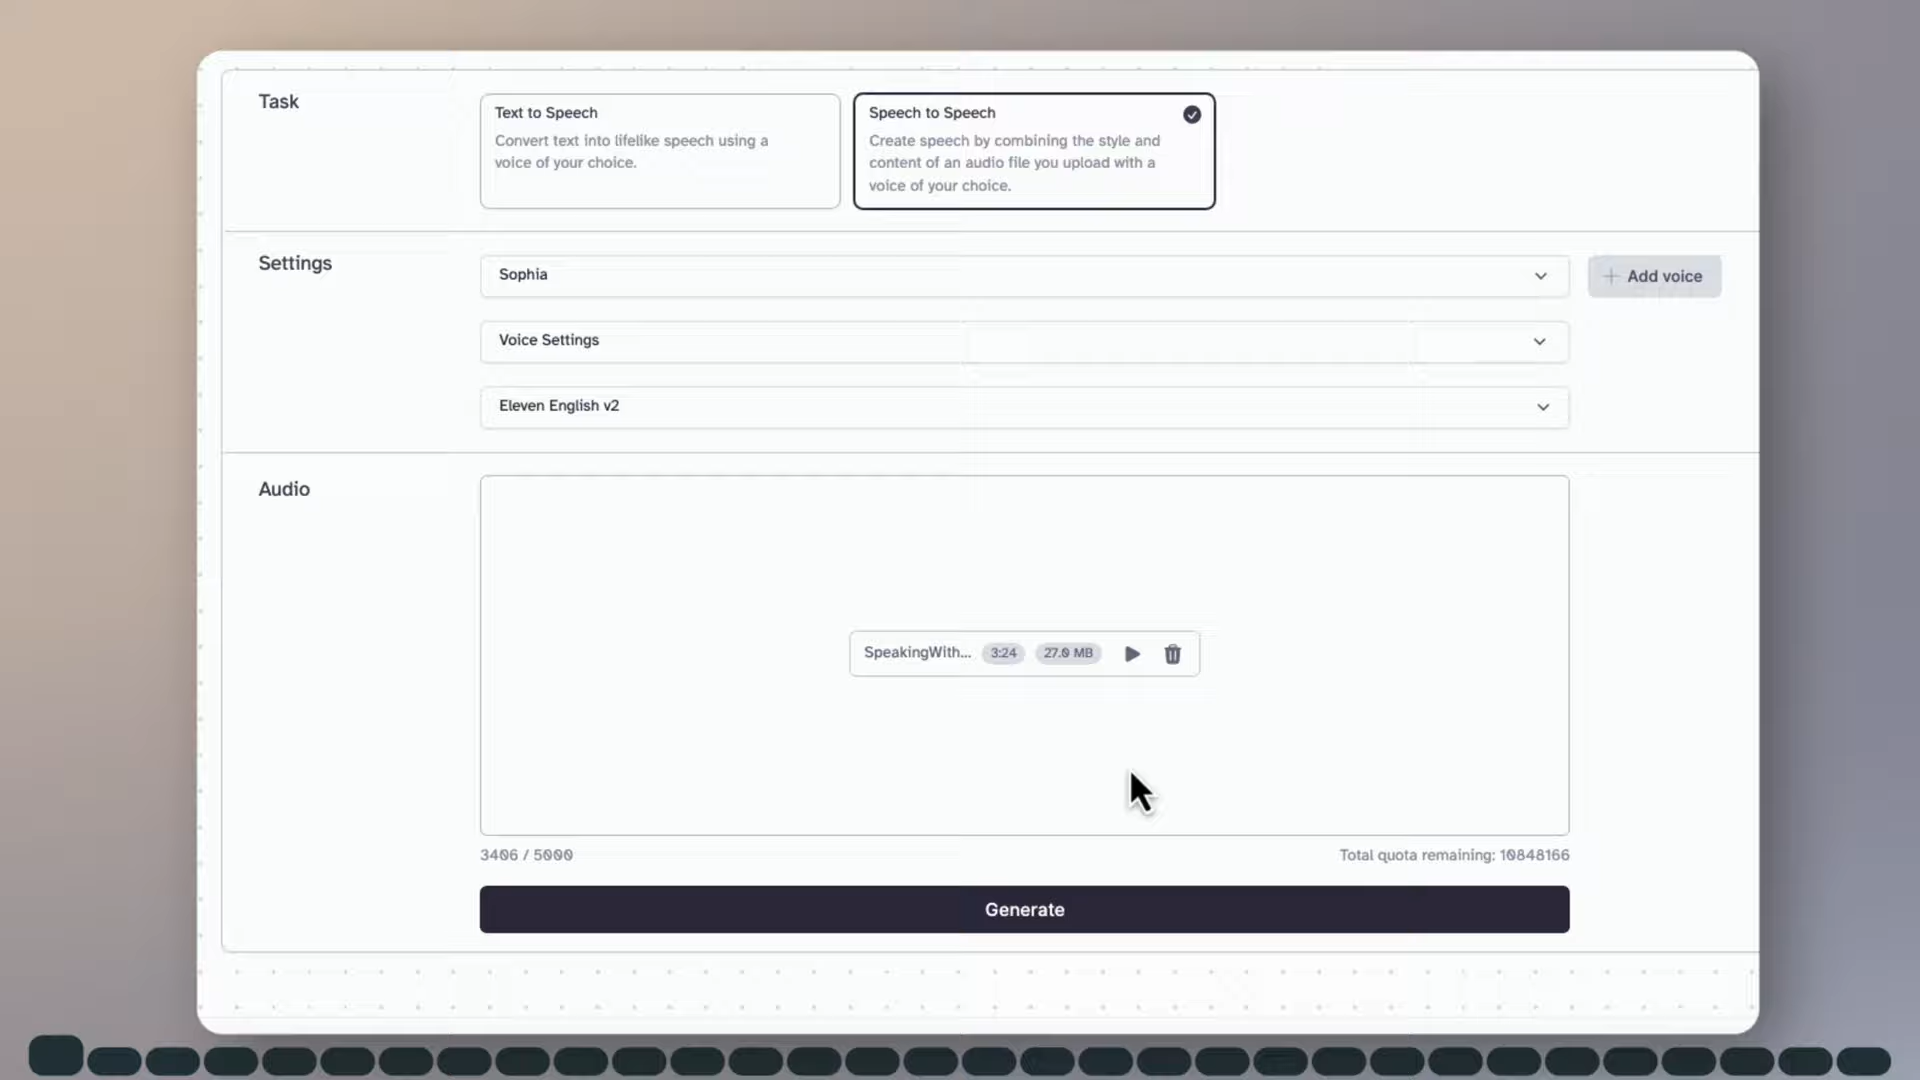 Task
Text to Speech
Convert text into lifelike speech using a
voice of your choice.
Speech to Speech
Create speech by combining the style and
content of an audio file you upload with a
voice of your choice.
Settings
Sophia
Add voice
Voice Settings
Eleven English v2
Audio
SpeakingWith... 3:24 27.0 MB
3406 / 5000
Total quota remaining: 10848166
Generate